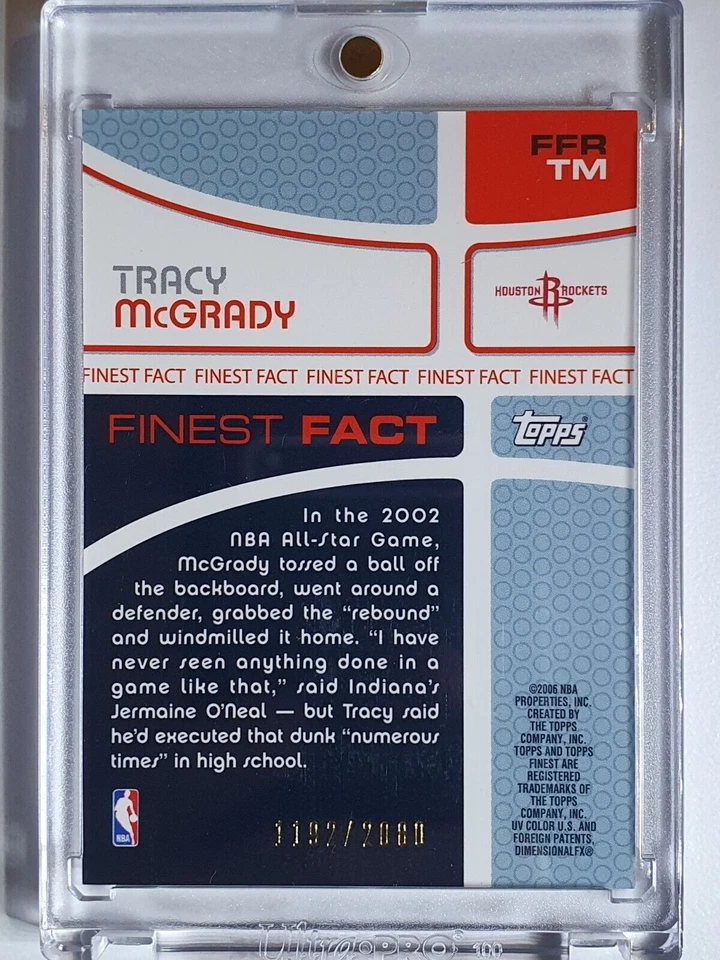 FFR
TM
TRACY
McGRADY
HOUSTON ROCKETS
FINEST FACT FINEST FACT FINEST FACT FINEST FACT FINEST FACT
FINEST FACT
topps
In the 2002
NBA All-Star Game,
McGrady tossed a ball off
the backboard, went around a
defender, grabbed the “rebound”
and windmilled it home. “I have
never seen anything done in a
game like that,” said Indiana’s
Jermaine O’Neal — but Tracy said
he’d executed that dunk “numerous
times” in high school.
©2006 NBA
PROPERTIES, INC.
CREATED BY
THE TOPPS
COMPANY, INC.
TOPPS AND TOPPS
FINEST ARE
REGISTERED
TRADEMARKS OF
THE TOPPS
COMPANY, INC.
UV COLOR U.S. AND
FOREIGN PATENTS,
DIMENSIONALFX®
NBA
1192/2080
Ultra PRO 100